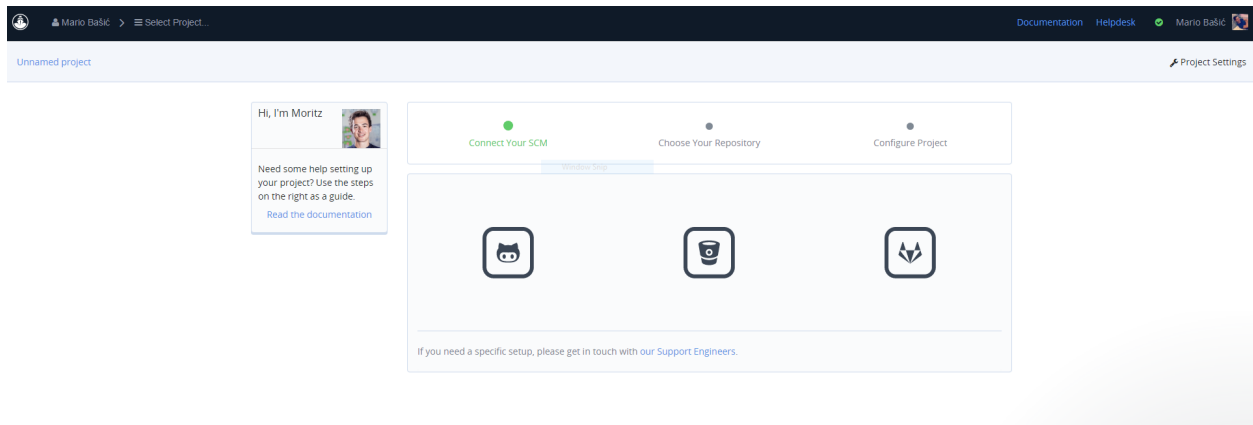 Mario Bašić > Select Project...
Documentation Helpdesk Mario Bašić
Unnamed project
Project Settings
Hi, I'm Moritz
Need some help setting up
your project? Use the steps
on the right as a guide.
Read the documentation
Connect Your SCM
Choose Your Repository
Configure Project
Window Snip
If you need a specific setup, please get in touch with our Support Engineers.